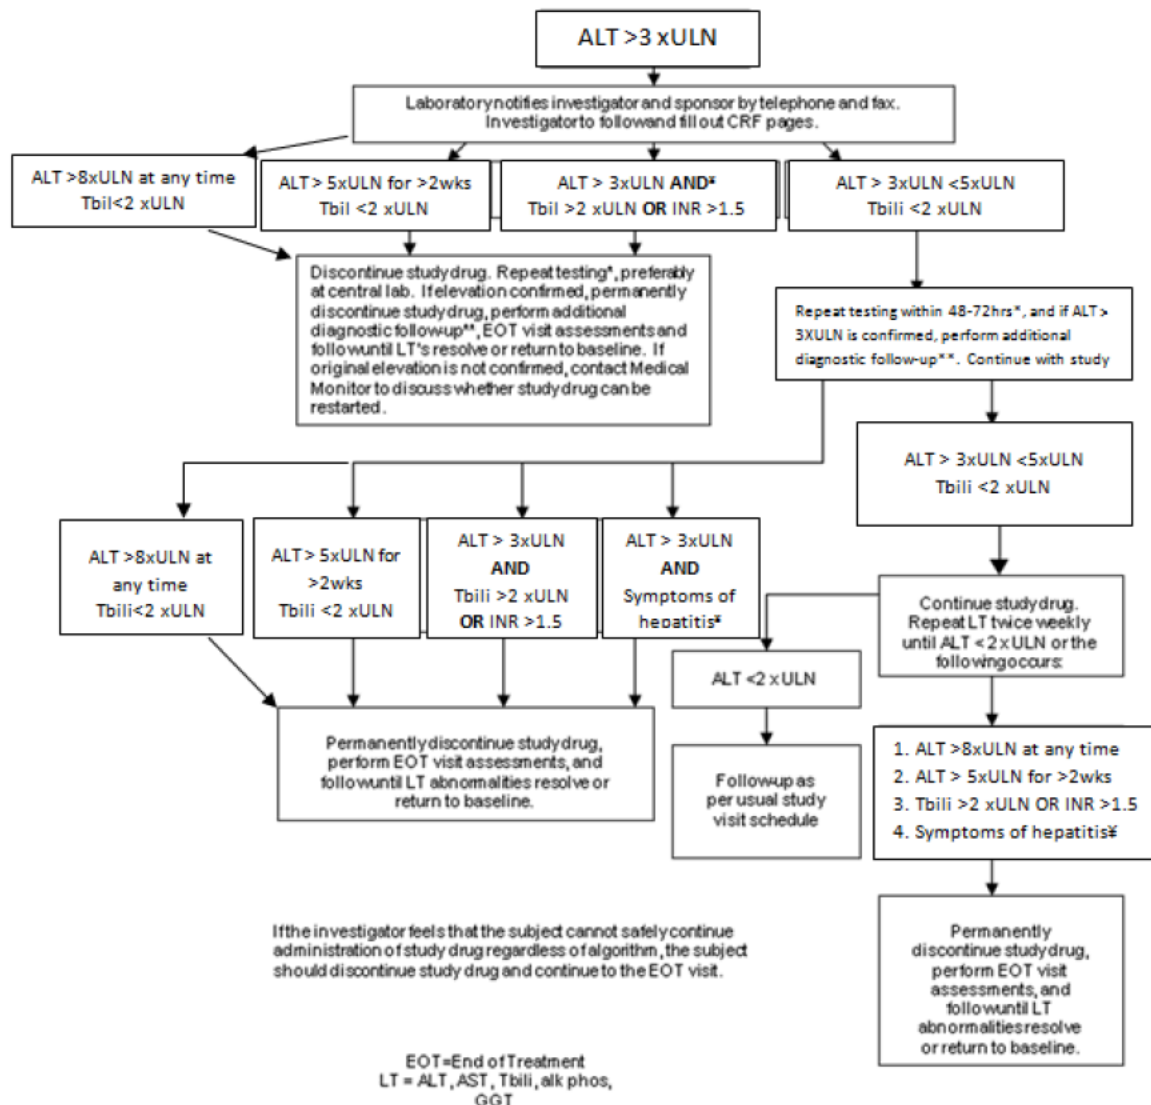 ALT >3 xULN
Laboratory notifies investigator and sponsor by telephone and fax.
Investigator to follow and fill out CRF pages.
ALT >8xULN at any time
Tbil<2 xULN
ALT > 5xULN for >2wks
Tbil <2 xULN
ALT > 3xULN AND¥
Tbil >2 xULN OR INR >1.5
ALT > 3xULN <5xULN
Tbili <2 xULN
Discontinue study drug. Repeat testing*, preferably
at central lab. If elevation confirmed, permanently
discontinue study drug, perform additional
diagnostic follow-up**, EOT visit assessments and
follow until LT's resolve or return to baseline. If
original elevation is not confirmed, contact Medical
Monitor to discuss whether study drug can be
restarted.
Repeat testing within 48-72hrs*, and if ALT >
3XULN is confirmed, perform additional
diagnostic follow-up**. Continue with study
ALT > 3xULN <5xULN
Tbili <2 xULN
ALT >8xULN at
any time
Tbili<2 xULN
ALT > 5xULN for
>2wks
Tbili <2 xULN
ALT > 3xULN
AND
Tbili >2 xULN
OR INR >1.5
ALT > 3xULN
AND
Symptoms of
hepatitis¥
Continue study drug.
Repeat LT twice weekly
until ALT < 2 x ULN or the
following occurs:
ALT <2 x ULN
Permanently discontinue study drug,
perform EOT visit assessments, and
follow until LT abnormalities resolve or
return to baseline.
Follow-up as
per usual study
visit schedule
1. ALT >8xULN at any time
2. ALT > 5xULN for >2wks
3. Tbili >2 xULN OR INR >1.5
4. Symptoms of hepatitis¥
Permanently
discontinue study drug,
perform EOT visit
assessments, and
follow until LT
abnormalities resolve
or return to baseline.
If the investigator feels that the subject cannot safely continue
administration of study drug regardless of algorithm, the subject
should discontinue study drug and continue to the EOT visit.
EOT=End of Treatment
LT = ALT, AST, Tbili, alk phos,
GGT